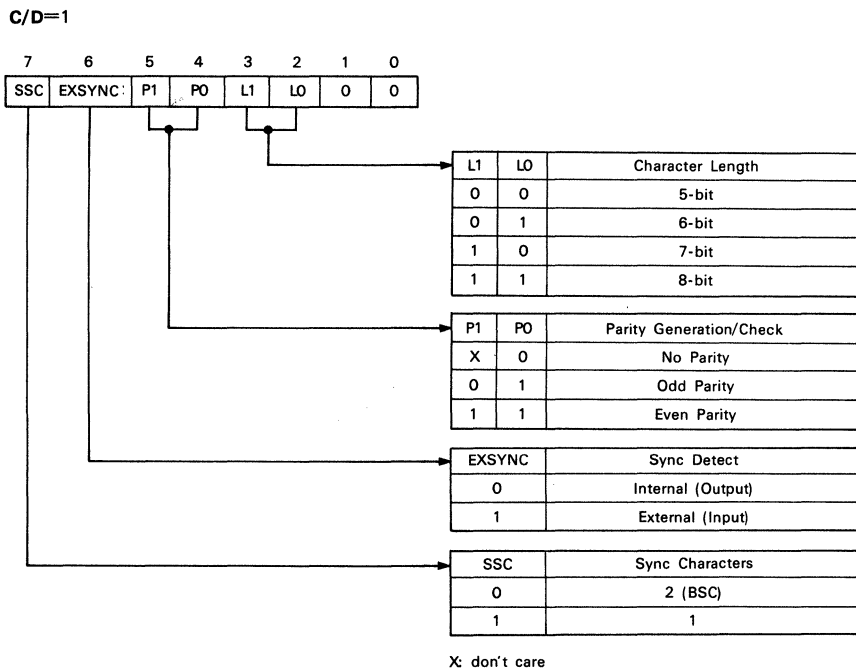 C/D=1
7 6 5 4 3 2 1 0
SSC EXSYNC P1 P0 L1 L0 0 0
L1 L0 Character Length
0 0 5-bit
0 1 6-bit
1 0 7-bit
1 1 8-bit
P1 P0 Parity Generation/Check
X 0 No Parity
0 1 Odd Parity
1 1 Even Parity
EXSYNC Sync Detect
0 Internal (Output)
1 External (Input)
SSC Sync Characters
0 2 (BSC)
1 1
X: don't care